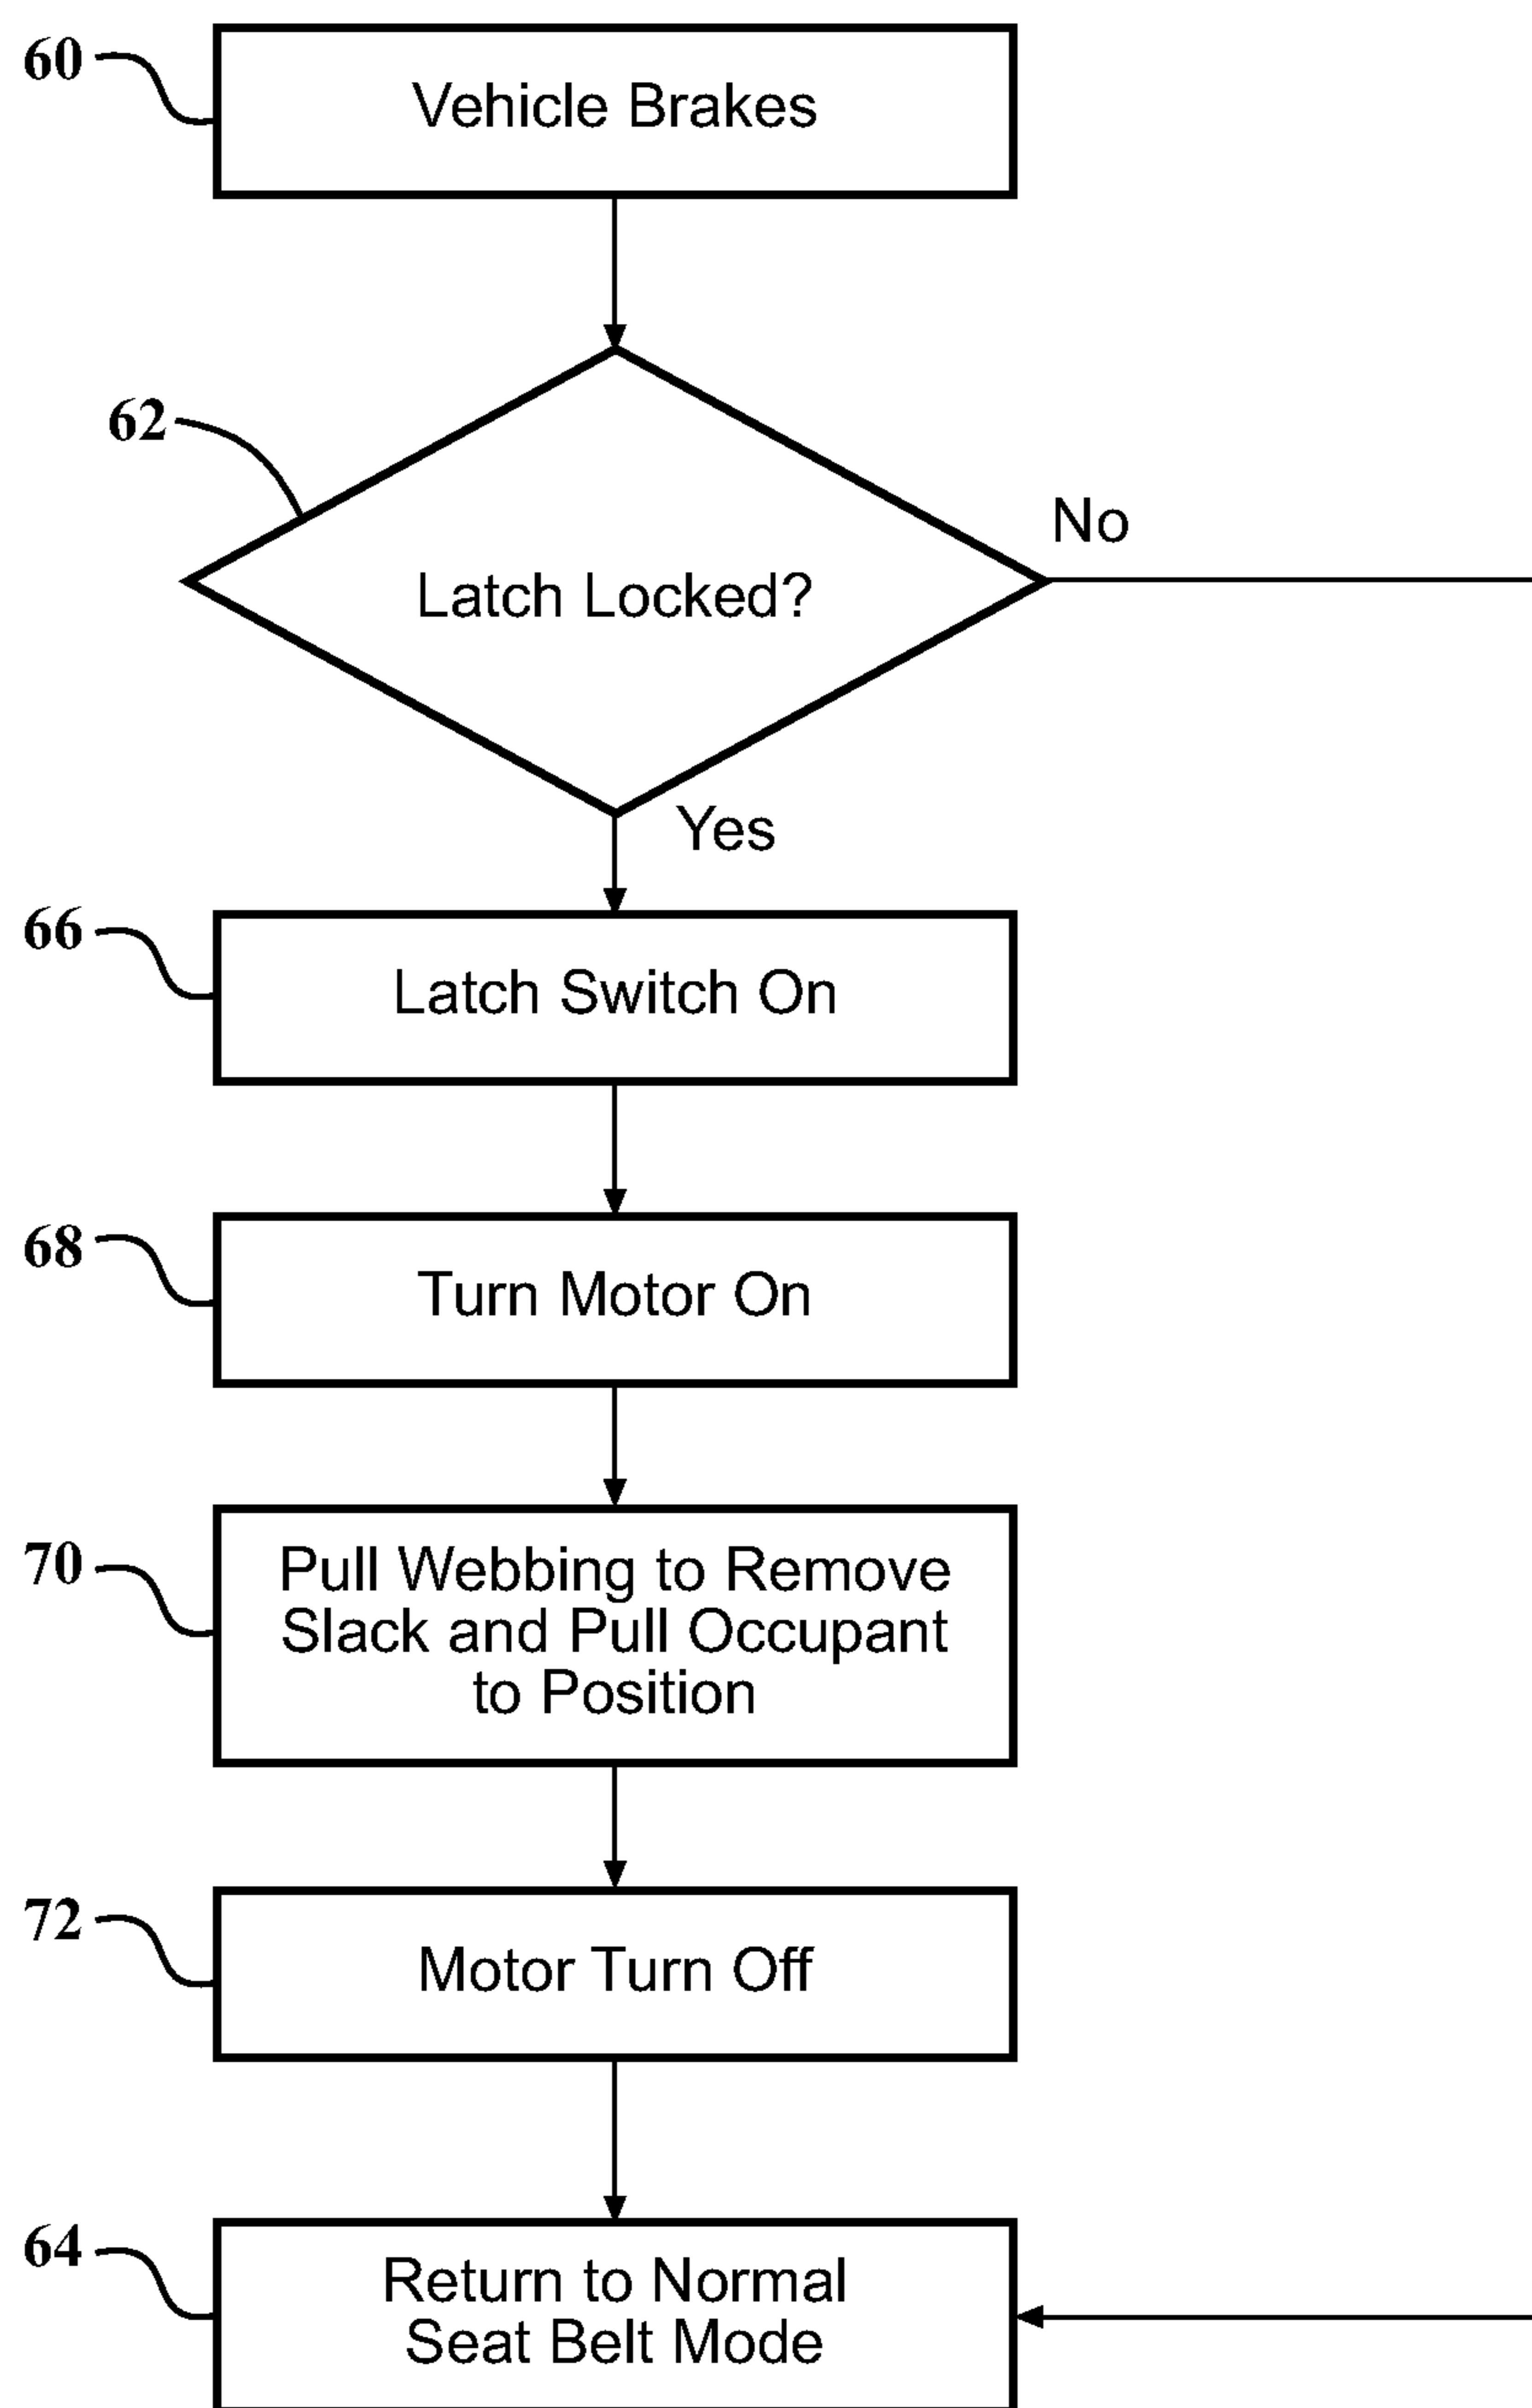 60
Vehicle Brakes
62
No
Latch Locked?
Yes
66
Latch Switch On
68
Turn Motor On
70
Pull Webbing to Remove
Slack and Pull Occupant
to Position
72
Motor Turn Off
64
Return to Normal
Seat Belt Mode